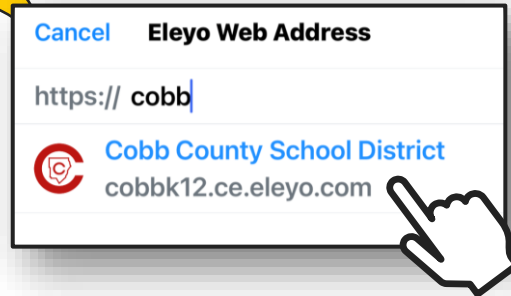 Cancel Eleyo Web Address
https:// cobb
Cobb County School District
cobbk12.ce.eleyo.com